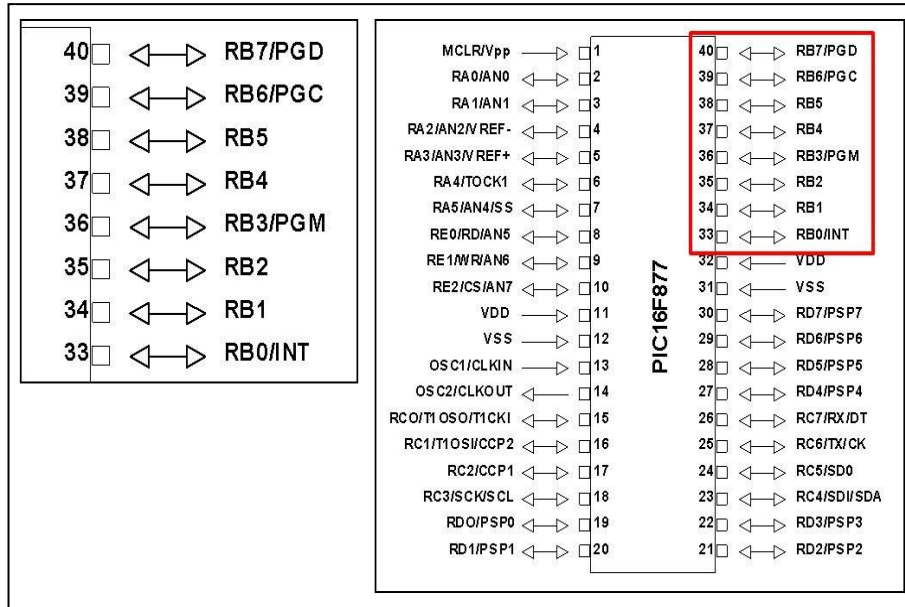 40 RB7/PGD
39 RB6/PGC
38 RB5
37 RB4
36 RB3/PGM
35 RB2
34 RB1
33 RB0/INT
MCLR/Vpp 1 40 RB7/PGD
RA0/AN0 2 39 RB6/PGC
RA1/AN1 3 38 RB5
RA2/AN2/VREF- 4 37 RB4
RA3/AN3/VREF+ 5 36 RB3/PGM
RA4/TOCK1 6 35 RB2
RA5/AN4/SS 7 34 RB1
RE0/RD/AN5 8 33 RB0/INT
RE1/WR/AN6 9 32 VDD
RE2/CS/AN7 10 31 VSS
VDD 11 30 RD7/PSP7
VSS 12 29 RD6/PSP6
OSC1/CLKIN 13 28 RD5/PSP5
OSC2/CLKOUT 14 27 RD4/PSP4
RCO/T1OSO/T1CKI 15 26 RC7/RX/DT
RC1/T1OSI/CCP2 16 25 RC6/TX/CK
RC2/CCP1 17 24 RC5/SD0
RC3/SCK/SCL 18 23 RC4/SDI/SDA
RDO/PSP0 19 22 RD3/PSP3
RD1/PSP1 20 21 RD2/PSP2
PIC16F877